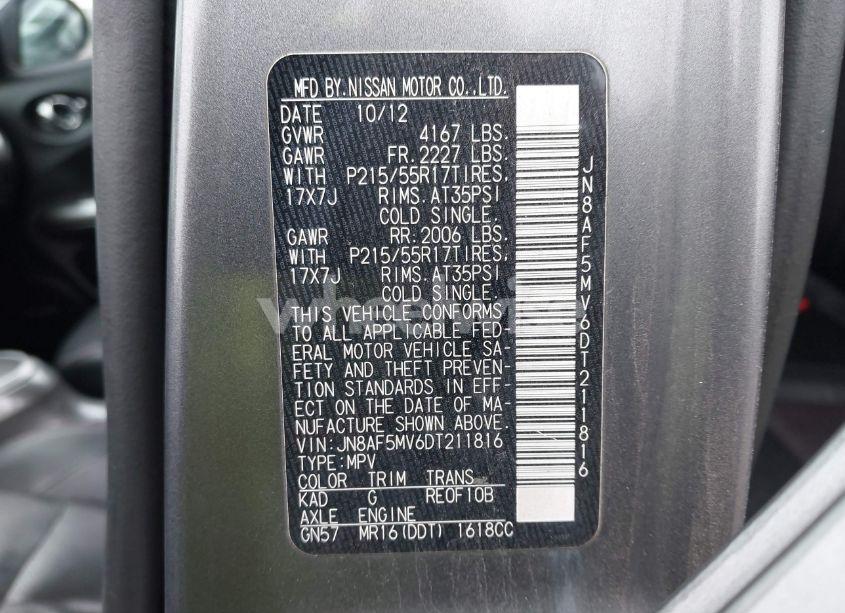 MFD BY. NISSAN MOTOR CO.,LTD.
DATE 10/12
GVWR 4167 LBS.
GAWR FR. 2227 LBS.
WITH P215/55R17TIRES,
17X7J RIMS. AT35PSI
COLD SINGLE.
GAWR RR. 2006 LBS.
WITH P215/55R17TIRES,
17X7J RIMS. AT35PSI
COLD SINGLE.
THIS VEHICLE CONFORMS
TO ALL APPLICABLE FED-
ERAL MOTOR VEHICLE SA-
FETY AND THEFT PREVEN-
TION STANDARDS IN EFF-
ECT ON THE DATE OF MA-
NUFACTURE SHOWN ABOVE.
VIN:JN8AF5MV6DT211816
TYPE:MPV
COLOR TRIM TRANS
KAD G RE0F10B
AXLE ENGINE
GN57 MR16(DDT) 1618CC
JN8AF5MV6DT211816